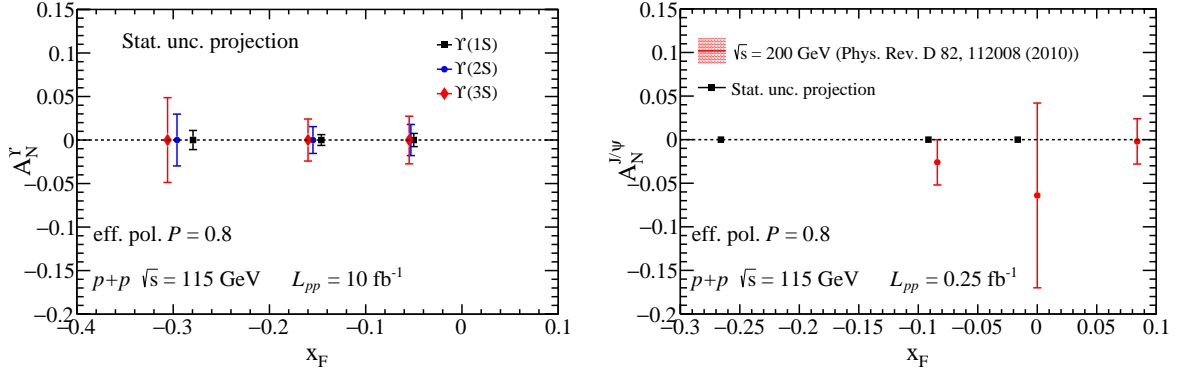 0.15
0.1
0.05
0
−0.05
−0.1
−0.15
−0.2
A_N^ϒ
Stat. unc. projection
ϒ(1S)
ϒ(2S)
ϒ(3S)
eff. pol. P = 0.8
p+p √s = 115 GeV L_pp = 10 fb⁻¹
−0.4 −0.3 −0.2 −0.1 0 0.1
x_F
0.15
0.1
0.05
0
−0.05
−0.1
−0.15
−0.2
A_N^J/ψ
√s = 200 GeV (Phys. Rev. D 82, 112008 (2010))
Stat. unc. projection
eff. pol. P = 0.8
p+p √s = 115 GeV L_pp = 0.25 fb⁻¹
−0.3 −0.25 −0.2 −0.15 −0.1 −0.05 0 0.05 0.1
x_F